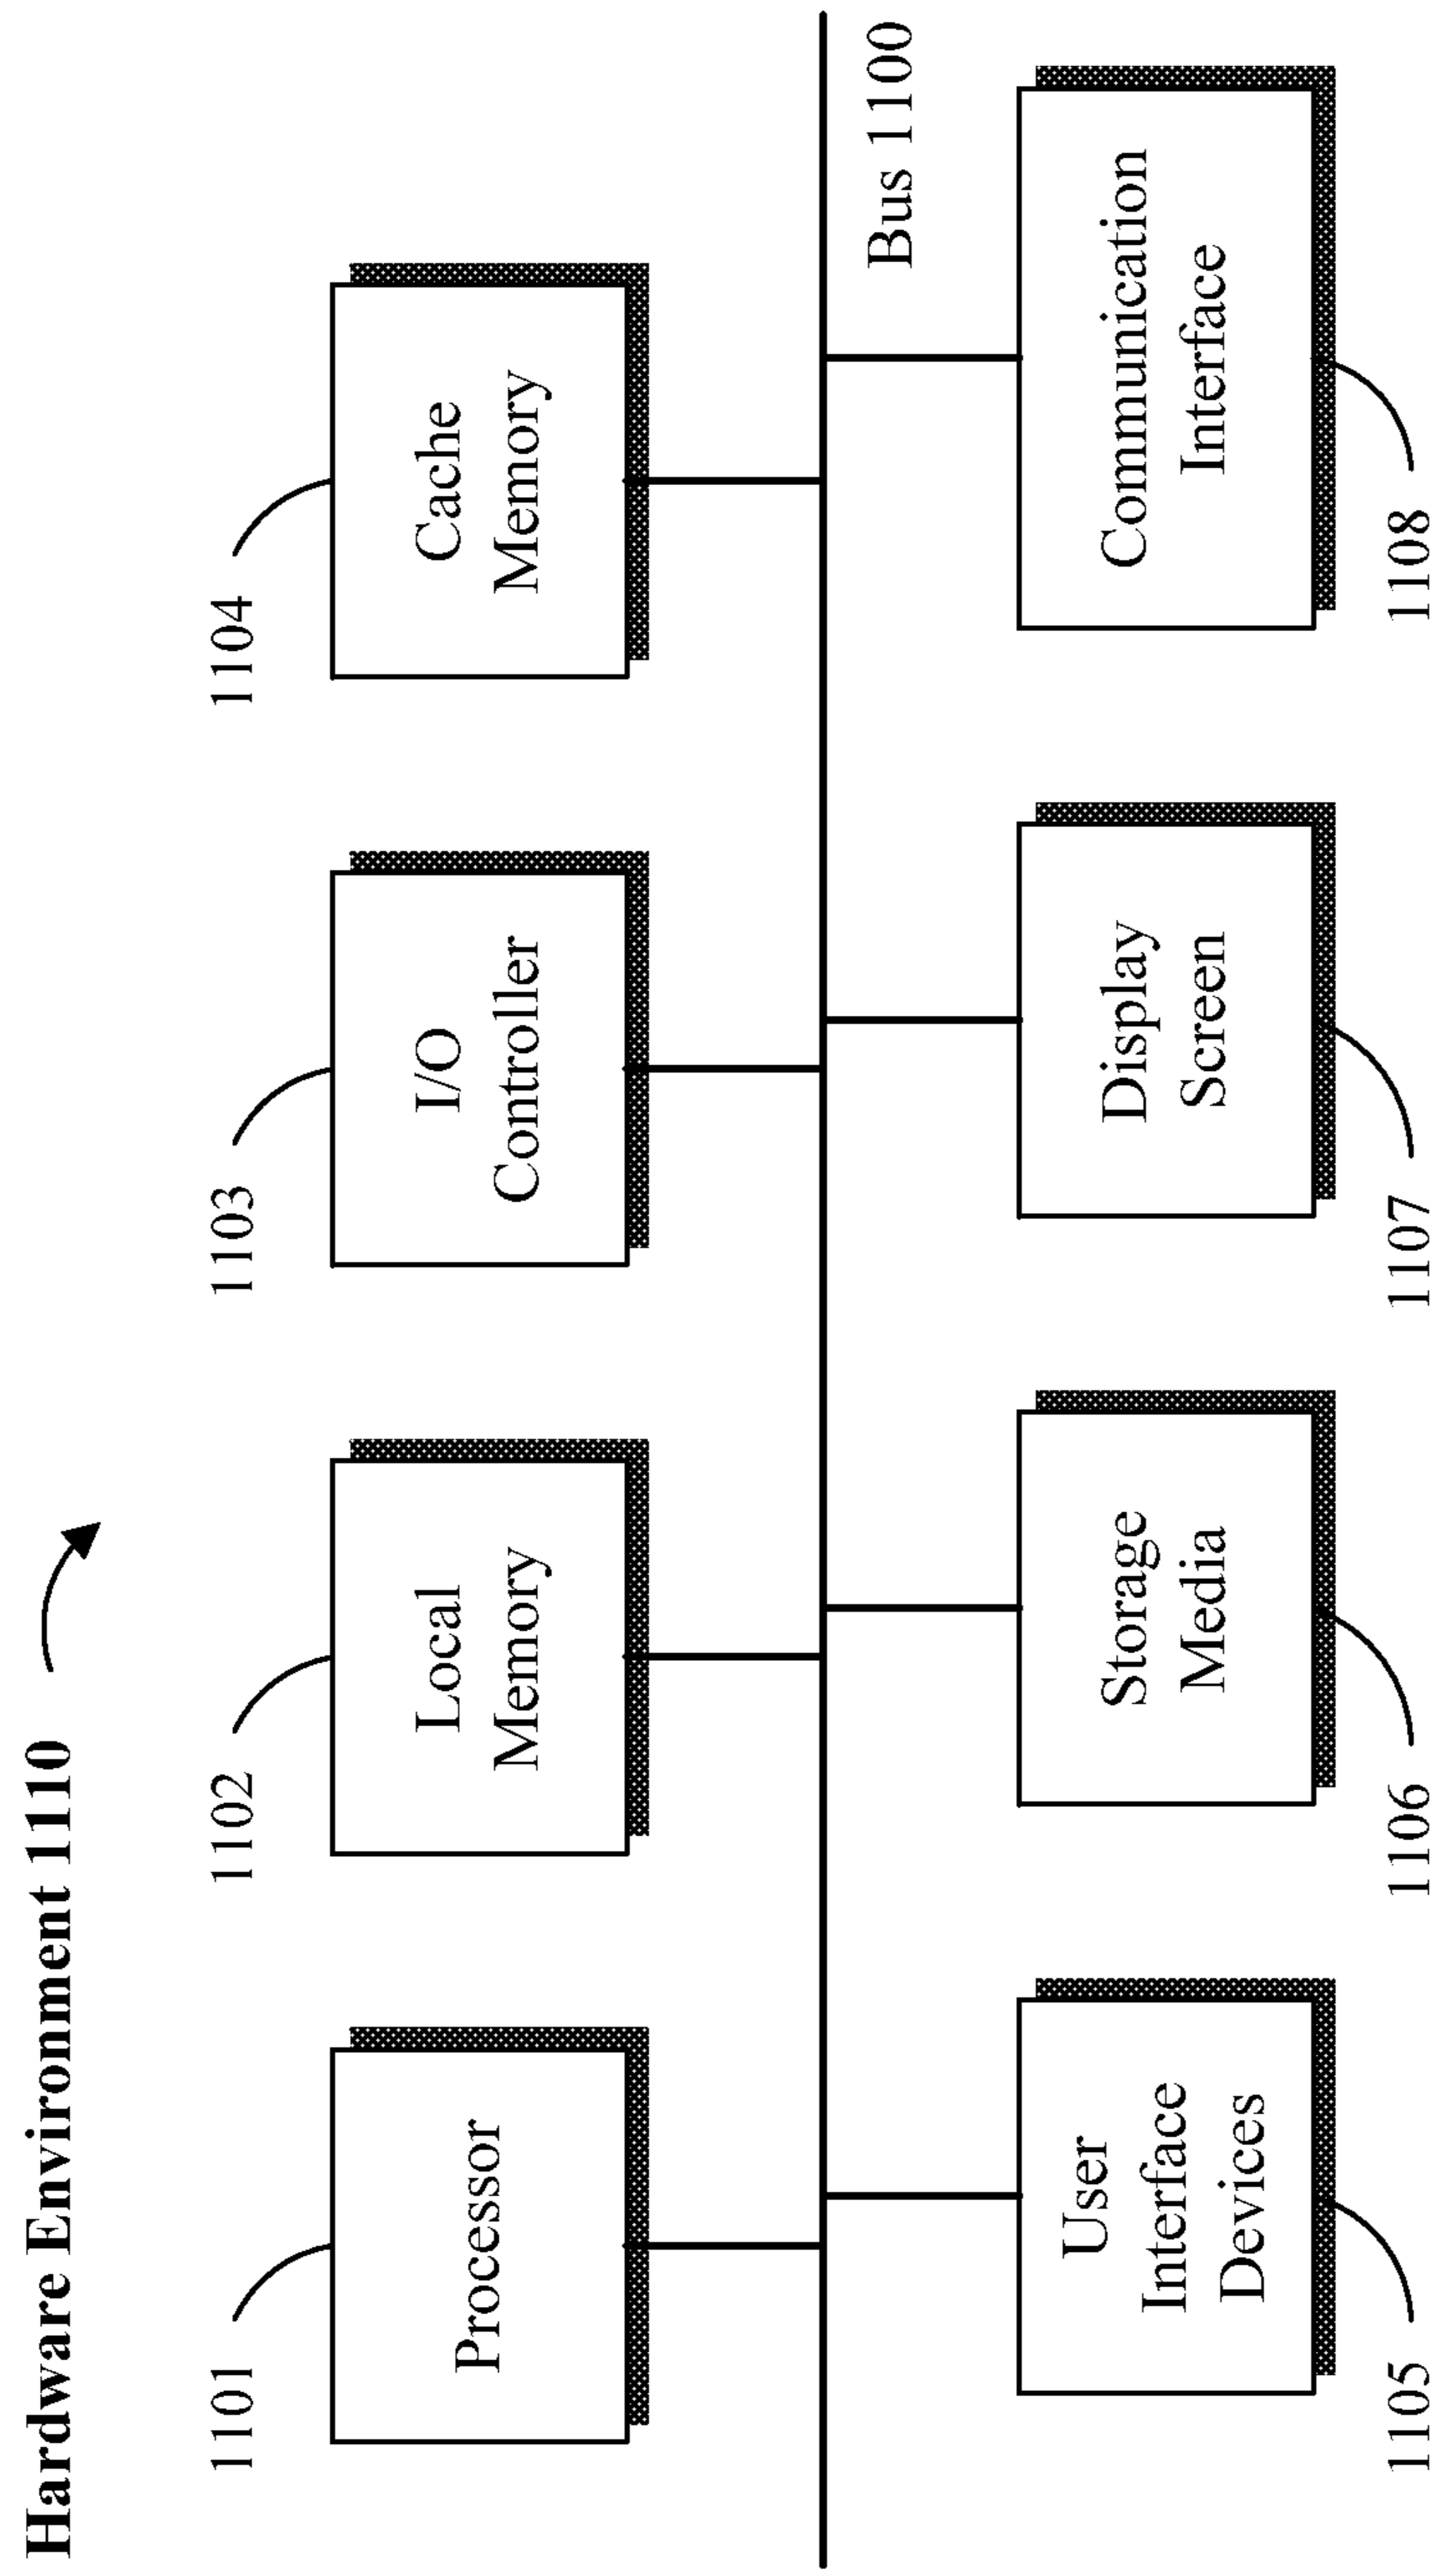 Hardware Environment 1110
1101
1102
1103
1104
Processor
Local
Memory
I/O
Controller
Cache
Memory
Bus 1100
User
Interface
Devices
Storage
Media
Display
Screen
Communication
Interface
1105
1106
1107
1108